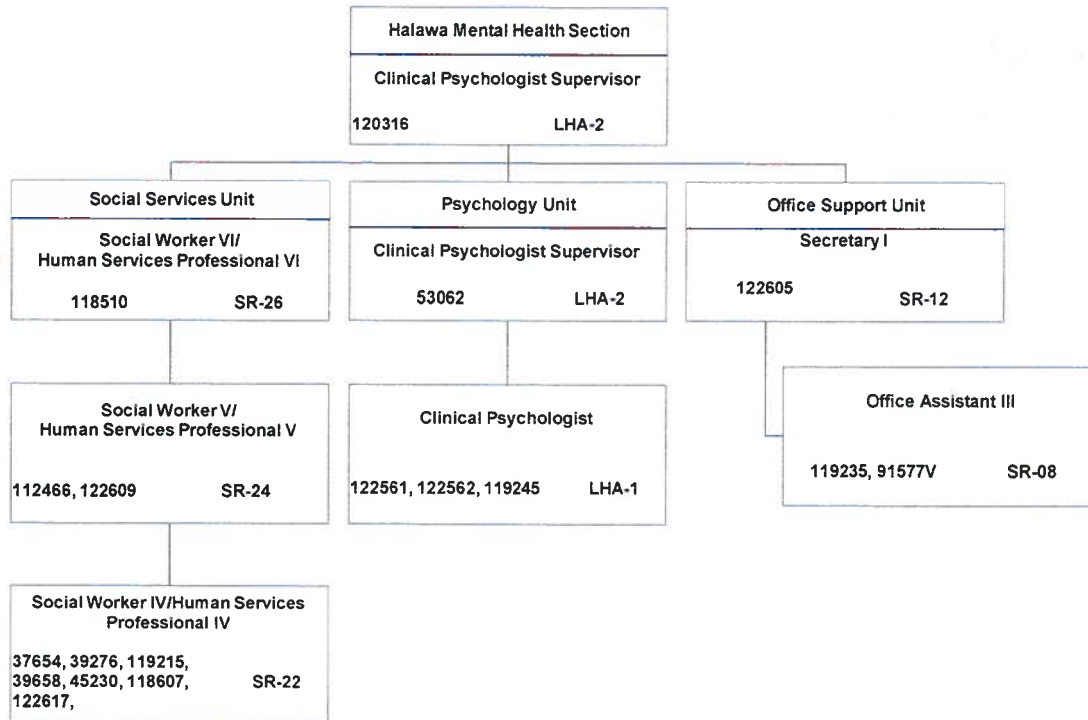 Halawa Mental Health Section
Clinical Psychologist Supervisor
120316 LHA-2
Social Services Unit
Social Worker VI/
Human Services Professional VI
118510 SR-26
Psychology Unit
Clinical Psychologist Supervisor
53062 LHA-2
Office Support Unit
Secretary I
122605 SR-12
Social Worker V/
Human Services Professional V
112466, 122609 SR-24
Clinical Psychologist
122561, 122562, 119245 LHA-1
Office Assistant III
119235, 91577V SR-08
Social Worker IV/Human Services
Professional IV
37654, 39276, 119215,
39658, 45230, 118607, SR-22
122617,